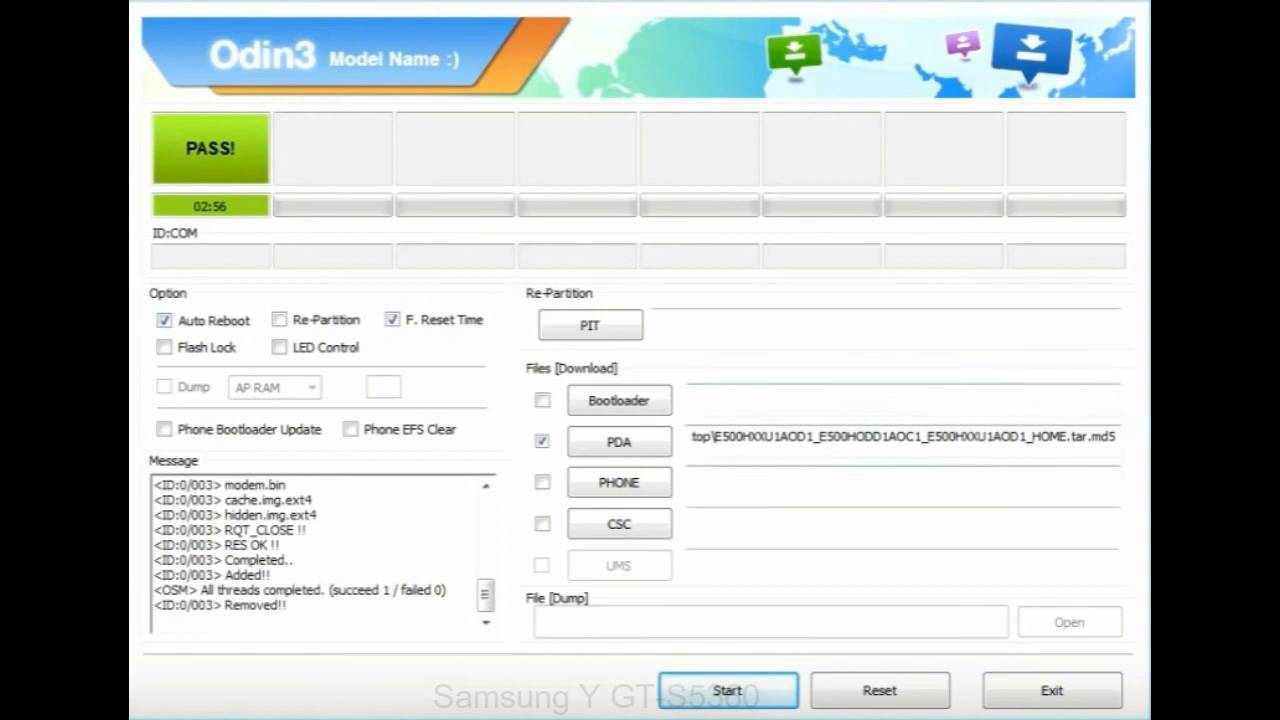 Odin3 Model Name :)
PASS!
02:56
ID:COM
Option
Auto Reboot Re-Partition F. Reset Time
Flash Lock LED Control
Dump AP RAM
Phone Bootloader Update Phone EFS Clear
Message
<ID:0/003> modem.bin
<ID:0/003> cache.img.ext4
<ID:0/003> hidden.img.ext4
<ID:0/003> RQT_CLOSE !!
<ID:0/003> RES OK !!
<ID:0/003> Completed..
<ID:0/003> Added!!
<OSM> All threads completed. (succeed 1 / failed 0)
<ID:0/003> Removed!!
Re-Partition
PIT
Files [Download]
Bootloader
PDA top\E500HXXU1AOD1_E500HODD1AOC1_E500HXXU1AOD1_HOME.tar.md5
PHONE
CSC
UMS
File [Dump]
Open
Start Reset Exit
Samsung Y GT-S5360